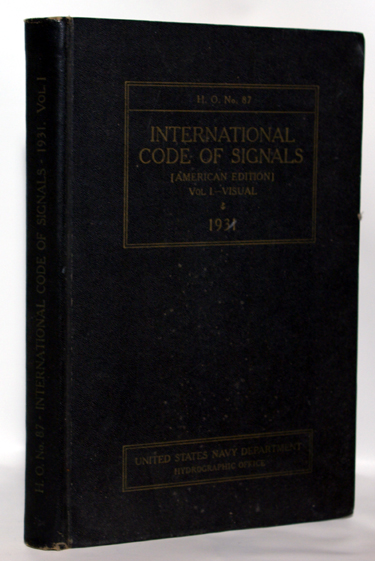 H. O. No. 87
INTERNATIONAL
CODE OF SIGNALS
[AMERICAN EDITION]
VOL. I—VISUAL
1931
UNITED STATES NAVY DEPARTMENT
HYDROGRAPHIC OFFICE
H. O. No. 87 · INTERNATIONAL CODE OF SIGNALS · 1931. VOL. I